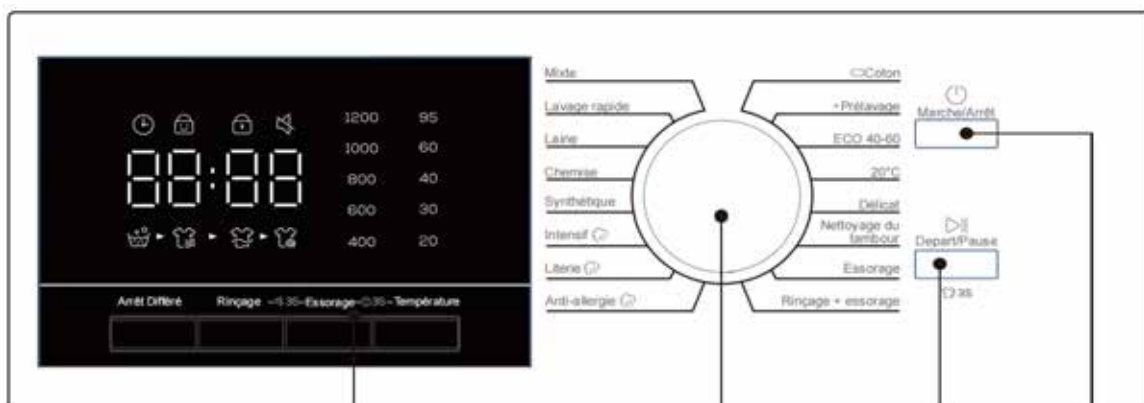 1200 95
1000 60
88:88
800 40
600 30
400 20
Arrêt Différé Rinçage 3S Essorage 3S Température
Mixte
Lavage rapide
Laine
Chemise
Synthétique
Intensif
Literie
Anti-allergie
Coton
+Prélavage
ECO 40-60
20°C
Délicat
Nettoyage du
tambour
Essorage
Rinçage + essorage
Marche/Arrêt
Depart/Pause
3S